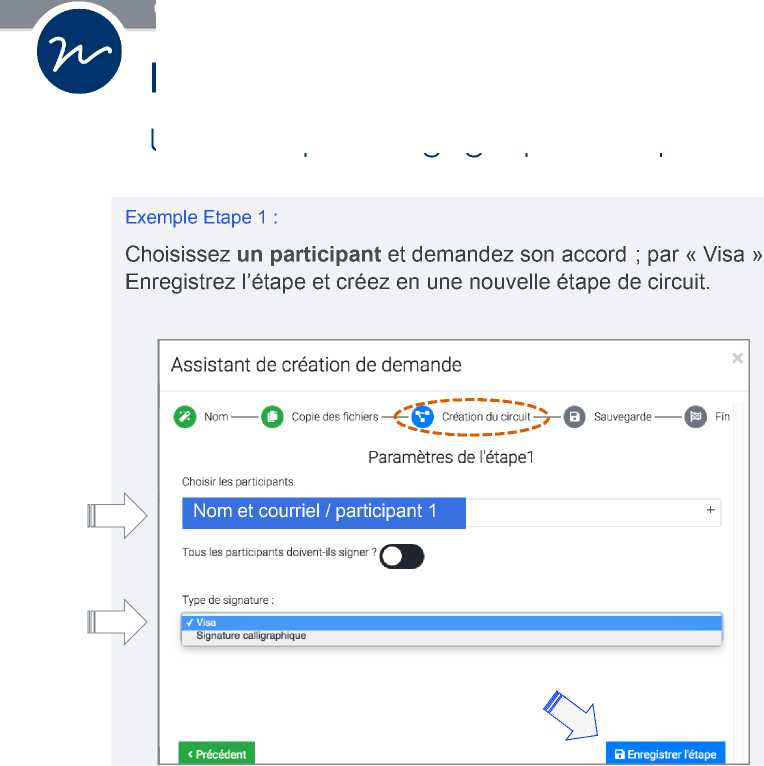 Exemple Etape 1 :
Choisissez un participant et demandez son accord ; par « Visa »
Enregistrez l'étape et créez en une nouvelle étape de circuit.
Assistant de création de demande
×
Nom
Copie des fichiers
Création du circuit
Sauvegarde
Fin
Paramètres de l'étape1
Choisir les participants
Nom et courriel / participant 1
+
Tous les participants doivent-ils signer ?
Type de signature :
✓ Visa
Signature calligraphique
< Précédent
Enregistrer l'étape